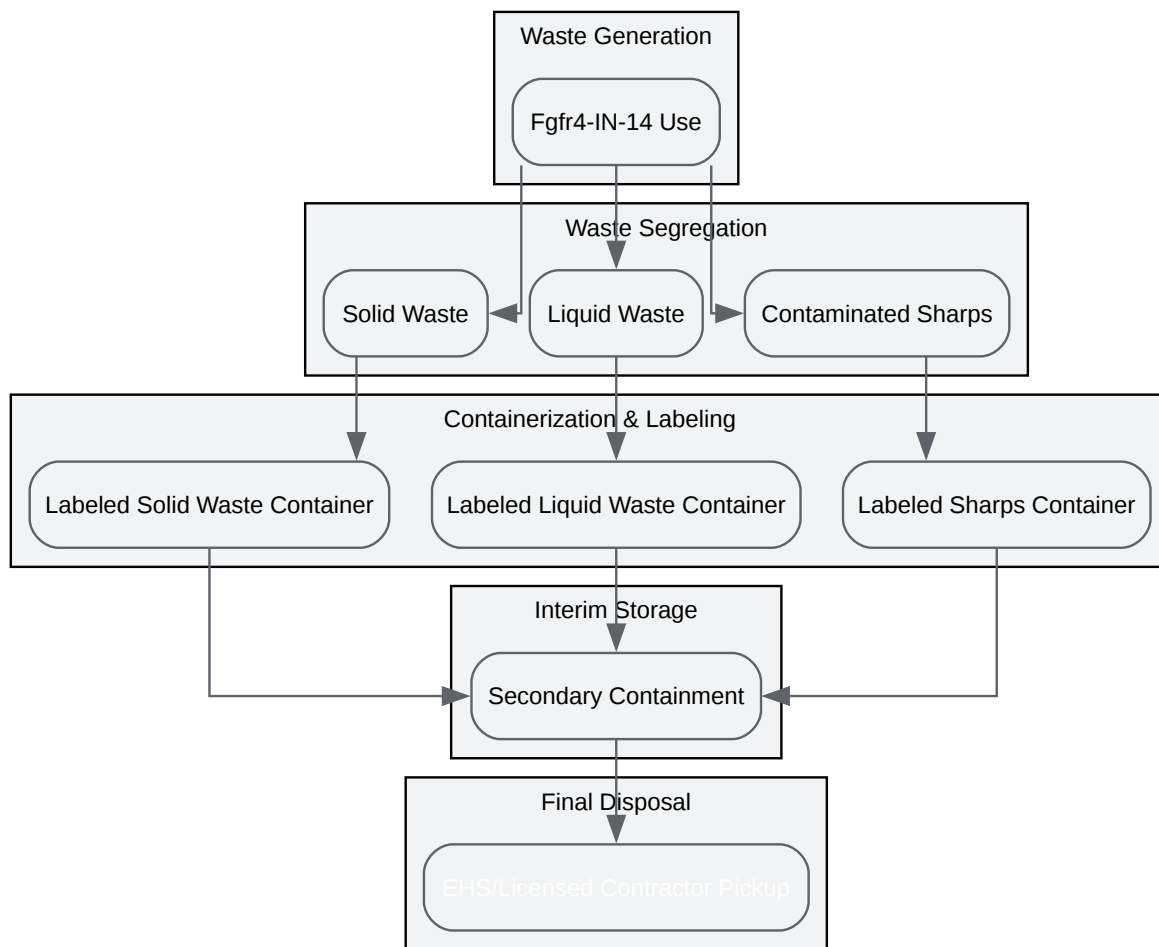 Waste Generation
Fgfr4-IN-14 Use
Waste Segregation
Solid Waste
Liquid Waste
Contaminated Sharps
Containerization & Labeling
Labeled Solid Waste Container
Labeled Liquid Waste Container
Labeled Sharps Container
Interim Storage
Secondary Containment
Final Disposal
EHS/Licensed Contractor Pickup